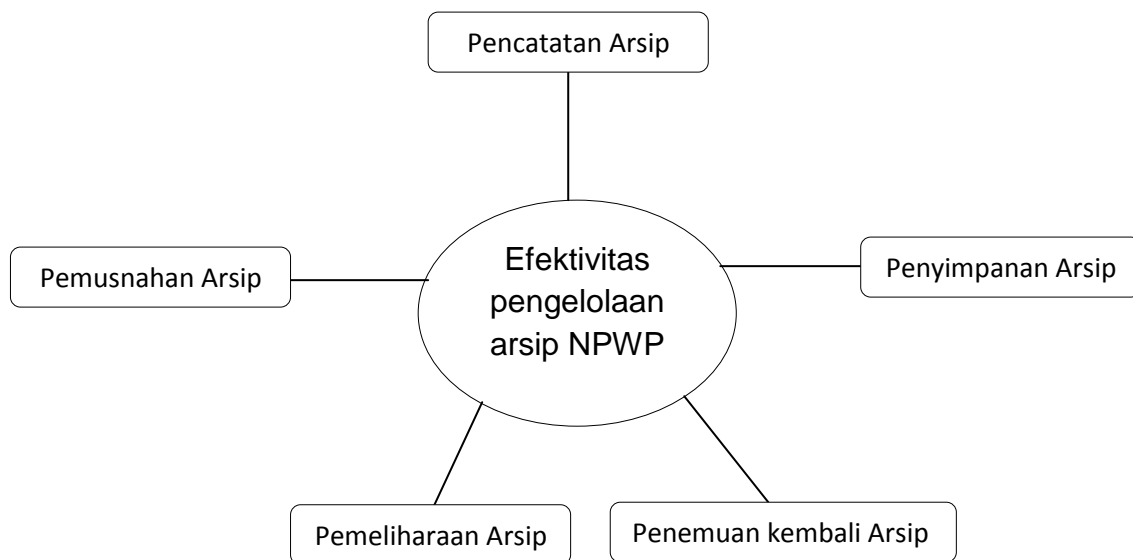 Pencatatan Arsip
Pemusnahan Arsip
Efektivitas
pengelolaan
arsip NPWP
Penyimpanan Arsip
Pemeliharaan Arsip
Penemuan kembali Arsip